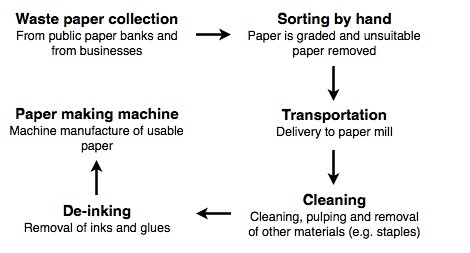 Waste paper collection
From public paper banks and
from businesses
Sorting by hand
Paper is graded and unsuitable
paper removed
Transportation
Delivery to paper mill
Cleaning
Cleaning, pulping and removal
of other materials (e.g. staples)
De-inking
Removal of inks and glues
Paper making machine
Machine manufacture of usable
paper